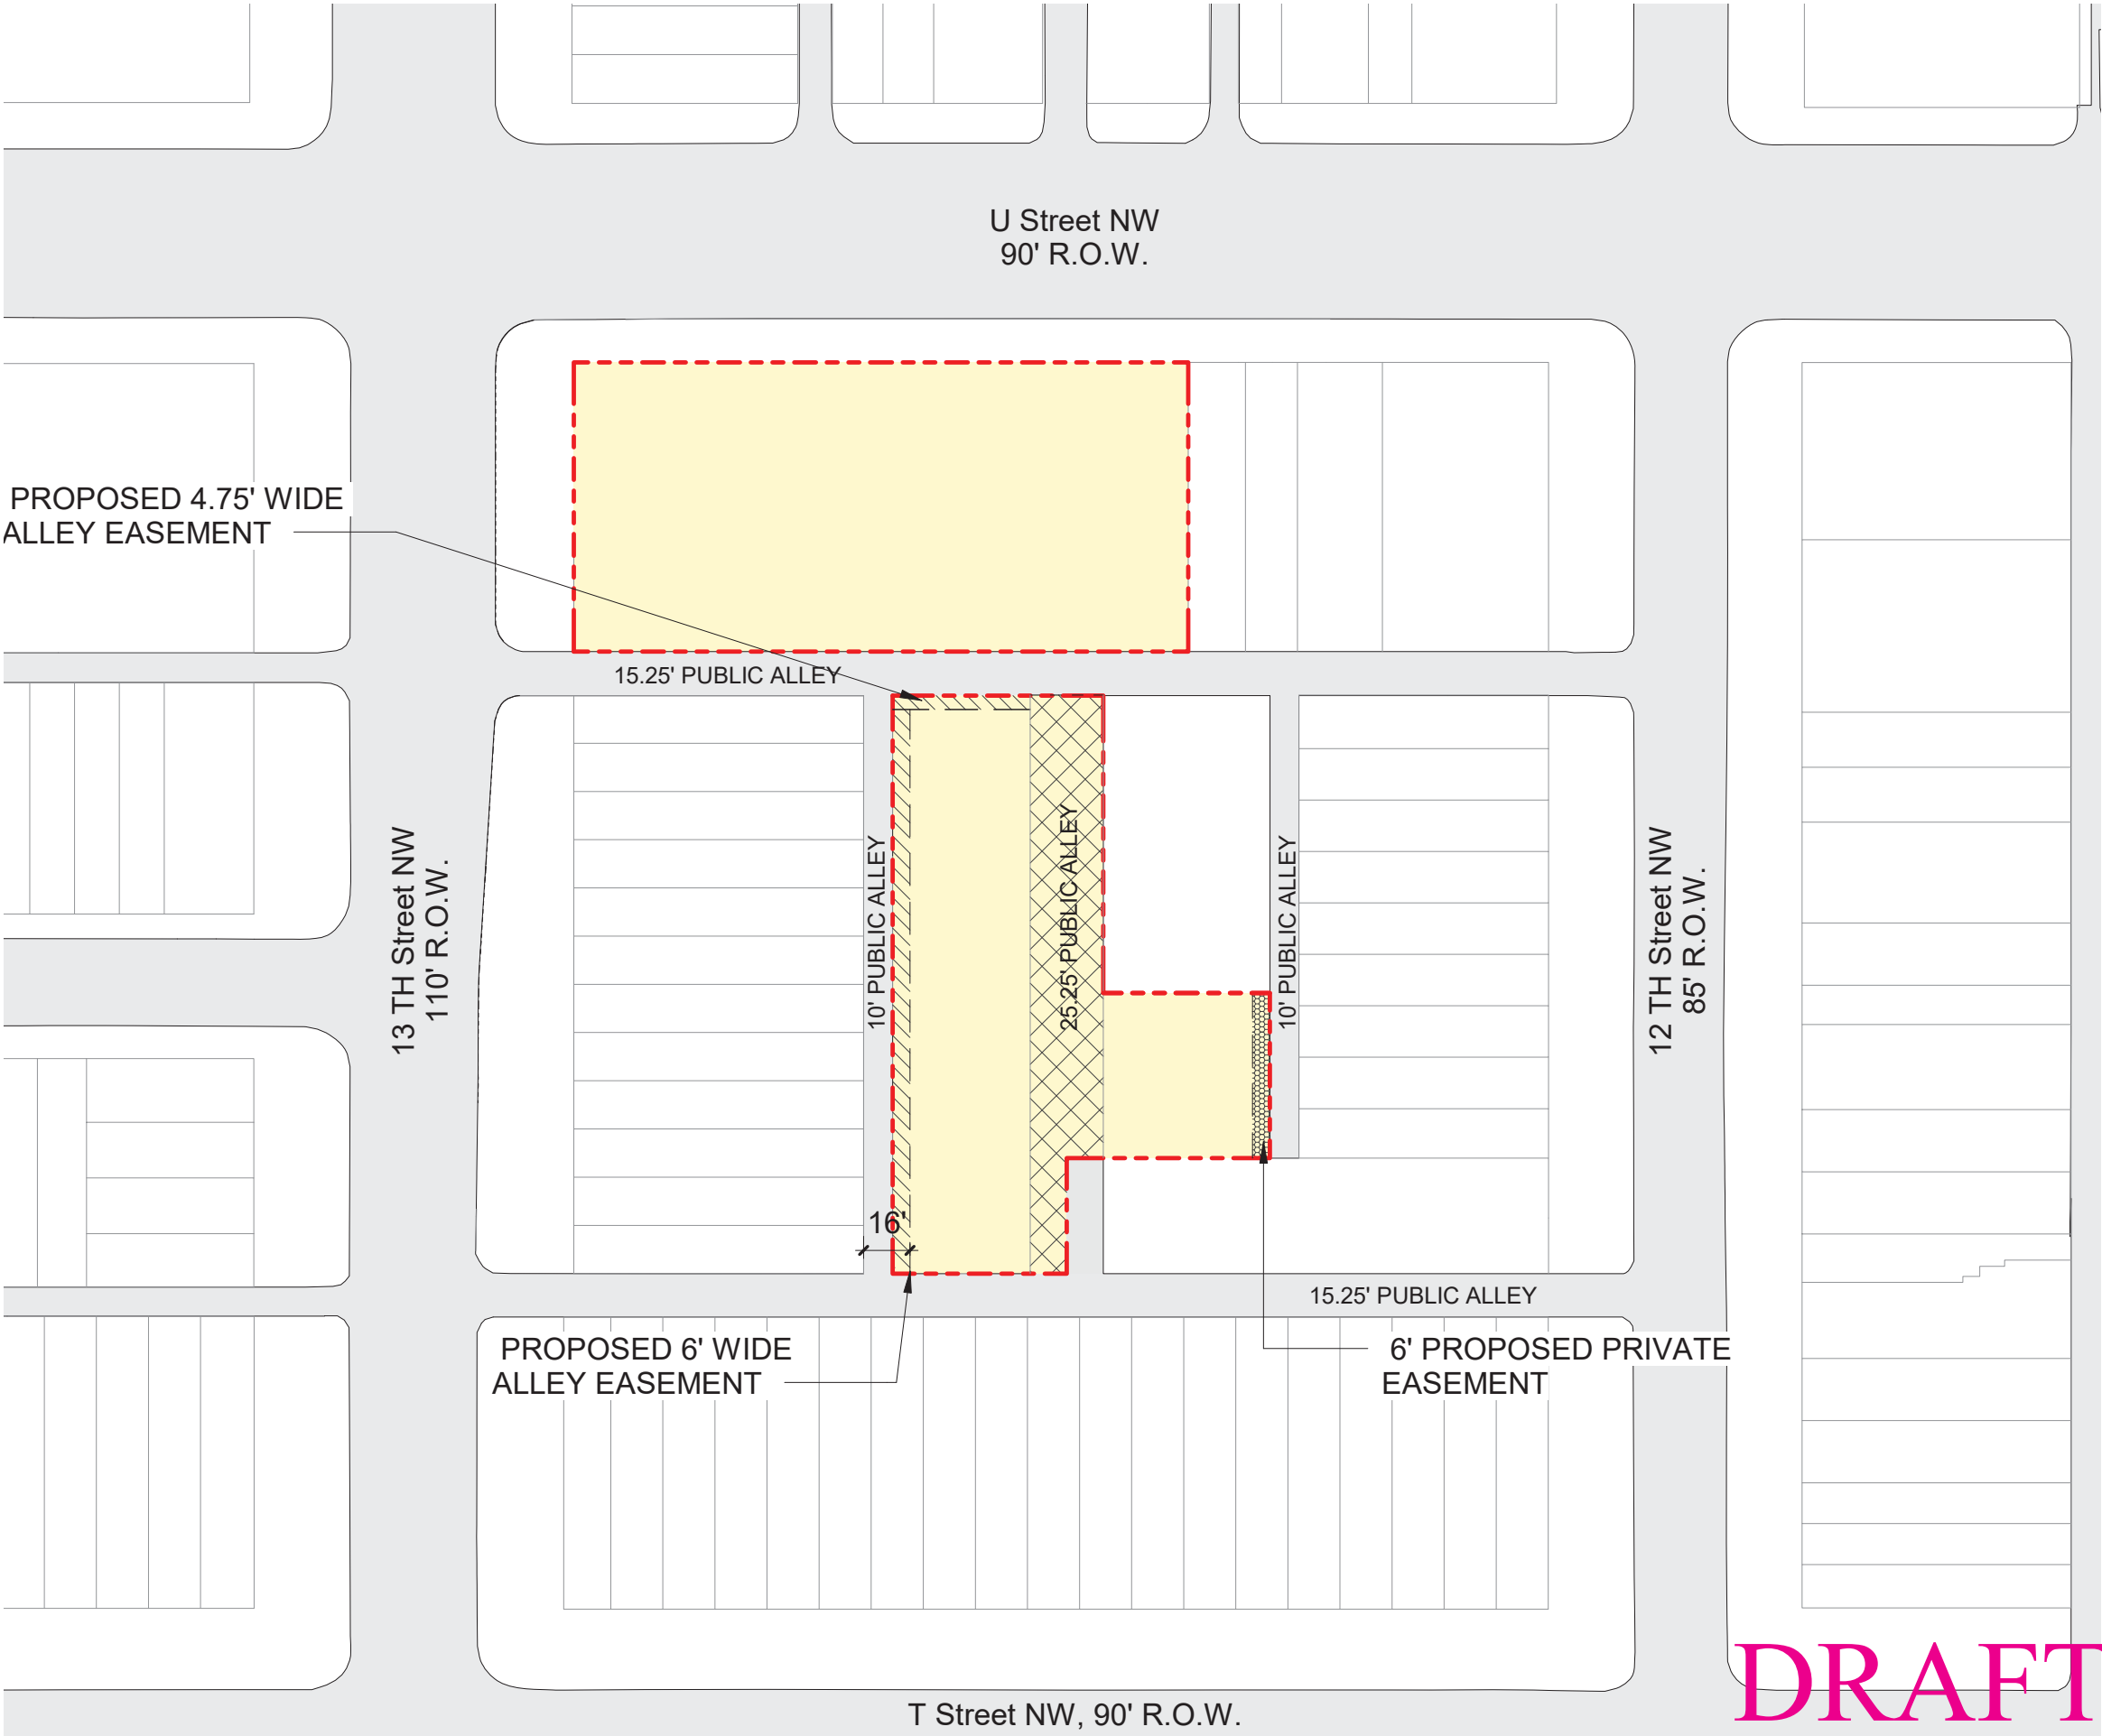 U Street NW
90' R.O.W.
PROPOSED 4.75' WIDE
ALLEY EASEMENT
15.25' PUBLIC ALLEY
13 TH Street NW
110' R.O.W.
10' PUBLIC ALLEY
25.25' PUBLIC ALLEY
10' PUBLIC ALLEY
12 TH Street NW
85' R.O.W.
16'
15.25' PUBLIC ALLEY
PROPOSED 6' WIDE
ALLEY EASEMENT
6' PROPOSED PRIVATE
EASEMENT
T Street NW, 90' R.O.W.
DRAFT